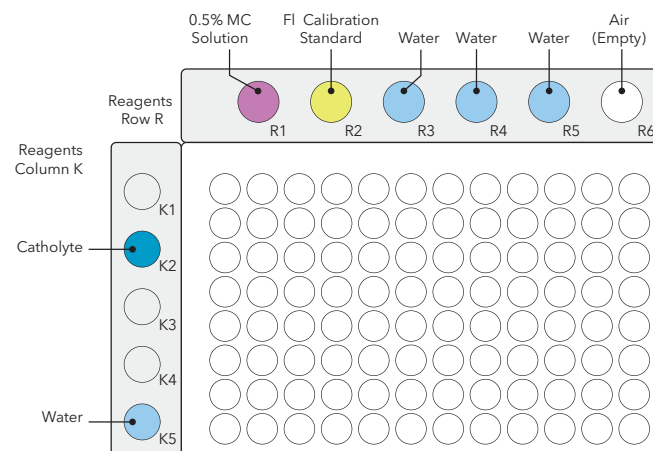 0.5% MC
Solution
Fl Calibration
Standard
Water
Water
Water
Air
(Empty)
Reagents
Row R
R1
R2
R3
R4
R5
R6
Reagents
Column K
K1
Catholyte
K2
K3
K4
Water
K5